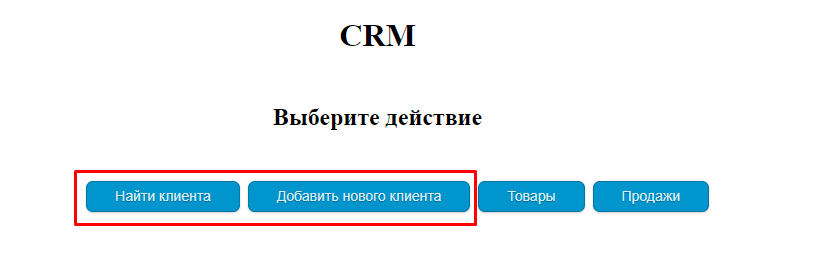 CRM
Выберите действие
Найти клиента Добавить нового клиента Товары Продажи